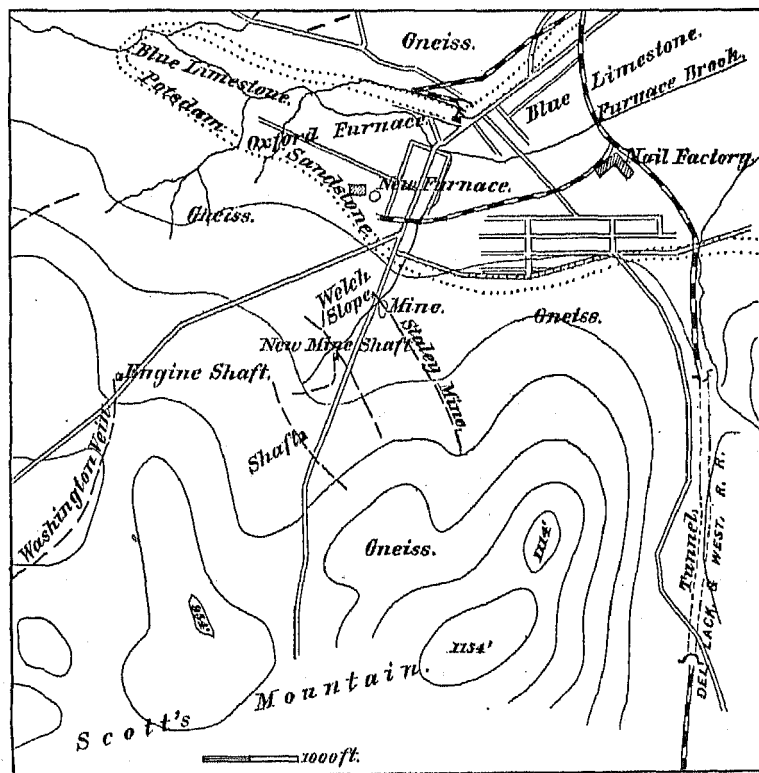 Gneiss.
Blue Limestone.
Blue Limestone.
Furnace Brook.
Potsdam Sandstone.
Oxford Furnace.
Nail Factory.
New Furnace.
Gneiss.
Welch Slope
Mine.
Gneiss.
New Mine Shaft
Staley Mine.
Engine Shaft.
Shaft
Washington Vein
Gneiss.
1114'
Tunnel.
DEL. LACK. & WEST. R. R.
854'
1154'
Scott's Mountain.
1000ft.